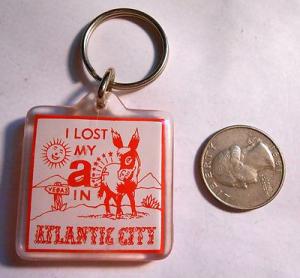 I LOST
MY
a
IN
VEGAS
ATLANTIC CITY
LIBERTY